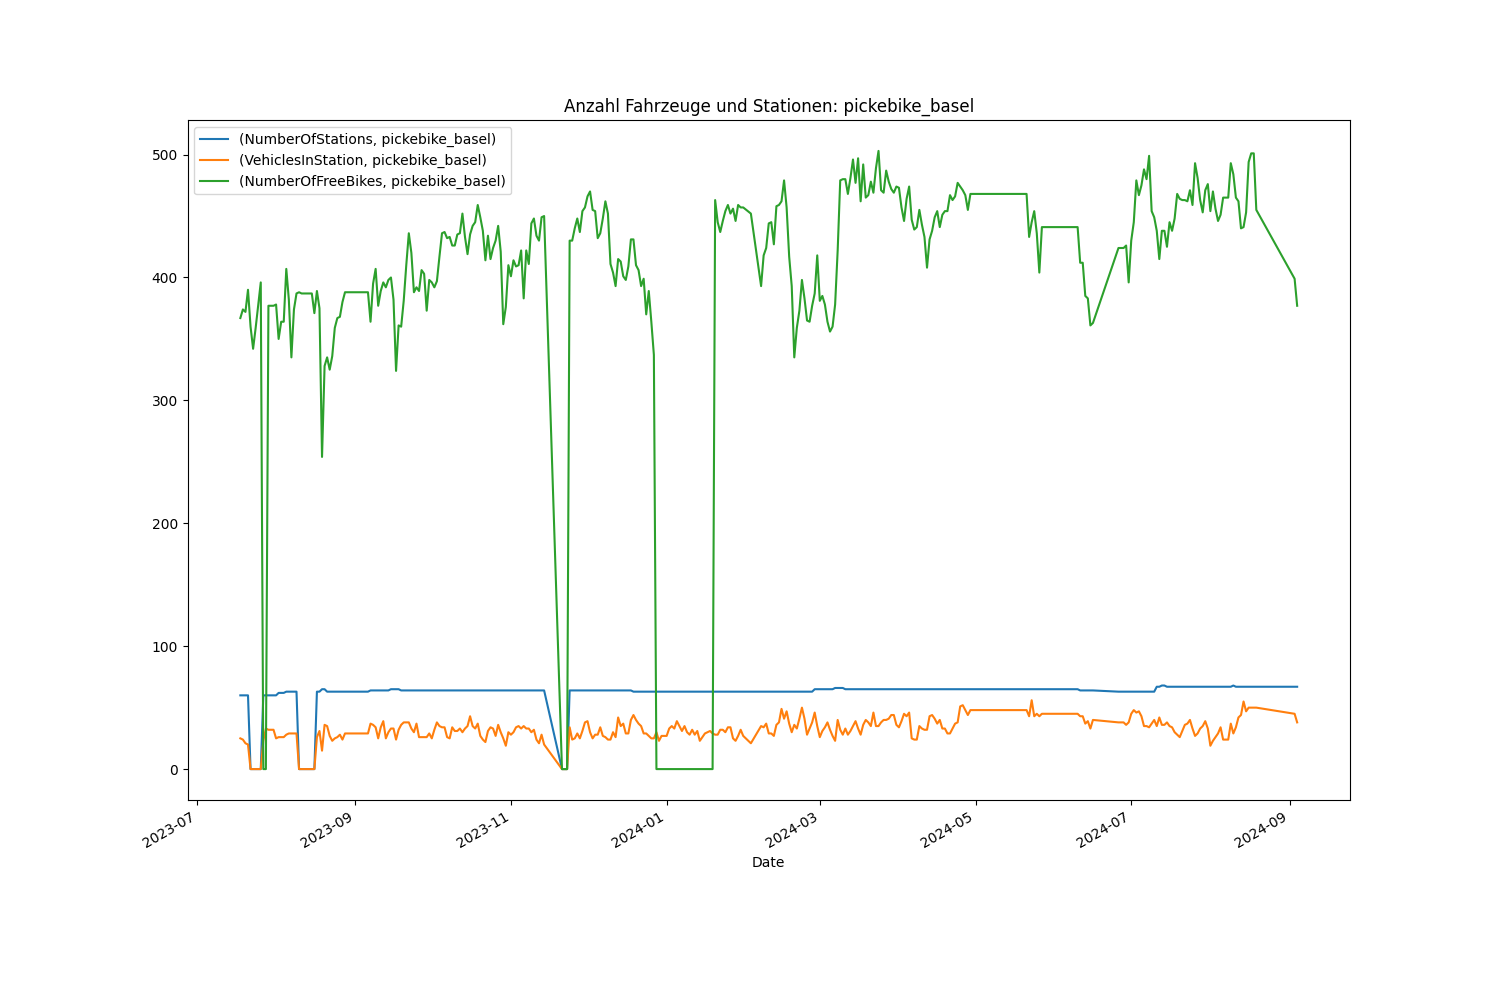 Anzahl Fahrzeuge und Stationen: pickebike_basel
(NumberOfStations, pickebike_basel)
(VehiclesInStation, pickebike_basel)
(NumberOfFreeBikes, pickebike_basel)
500
400
300
200
100
0
2023-07
2023-09
2023-11
2024-01
2024-03
2024-05
2024-07
2024-09
Date